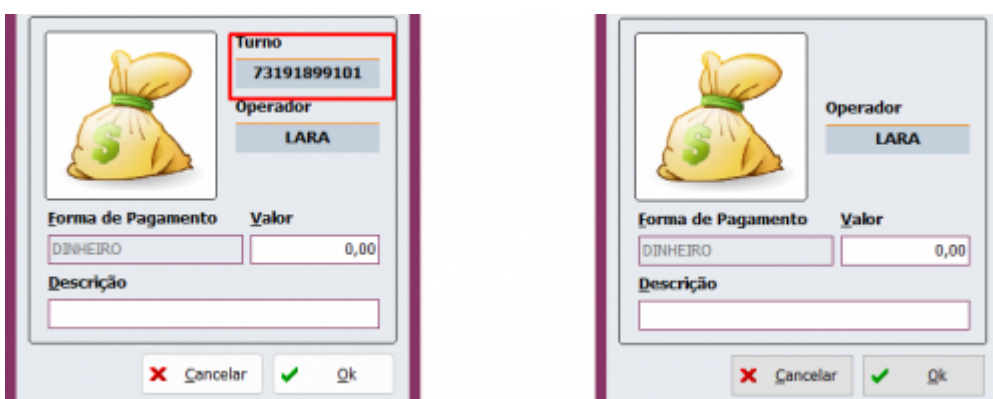 Turno
73191899101
Operador
LARA
Forma de Pagamento Valor
DINHEIRO 0,00
Descrição
Cancelar Ok
Operador
LARA
Forma de Pagamento Valor
DINHEIRO 0,00
Descrição
Cancelar Ok